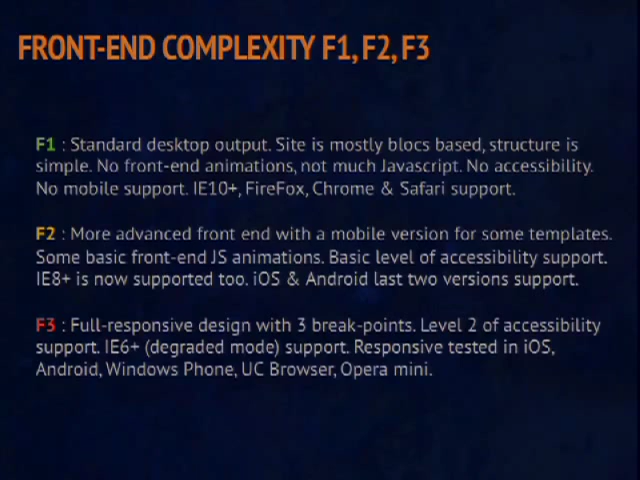 FRONT-END COMPLEXITY F1, F2, F3
F1 : Standard desktop output. Site is mostly blocs based, structure is
simple. No front-end animations, not much Javascript. No accessibility.
No mobile support. IE10+, FireFox, Chrome & Safari support.
F2 : More advanced front end with a mobile version for some templates.
Some basic front-end JS animations. Basic level of accessibility support.
IE8+ is now supported too. iOS & Android last two versions support.
F3 : Full-responsive design with 3 break-points. Level 2 of accessibility
support. IE6+ (degraded mode) support. Responsive tested in iOS,
Android, Windows Phone, UC Browser, Opera mini.